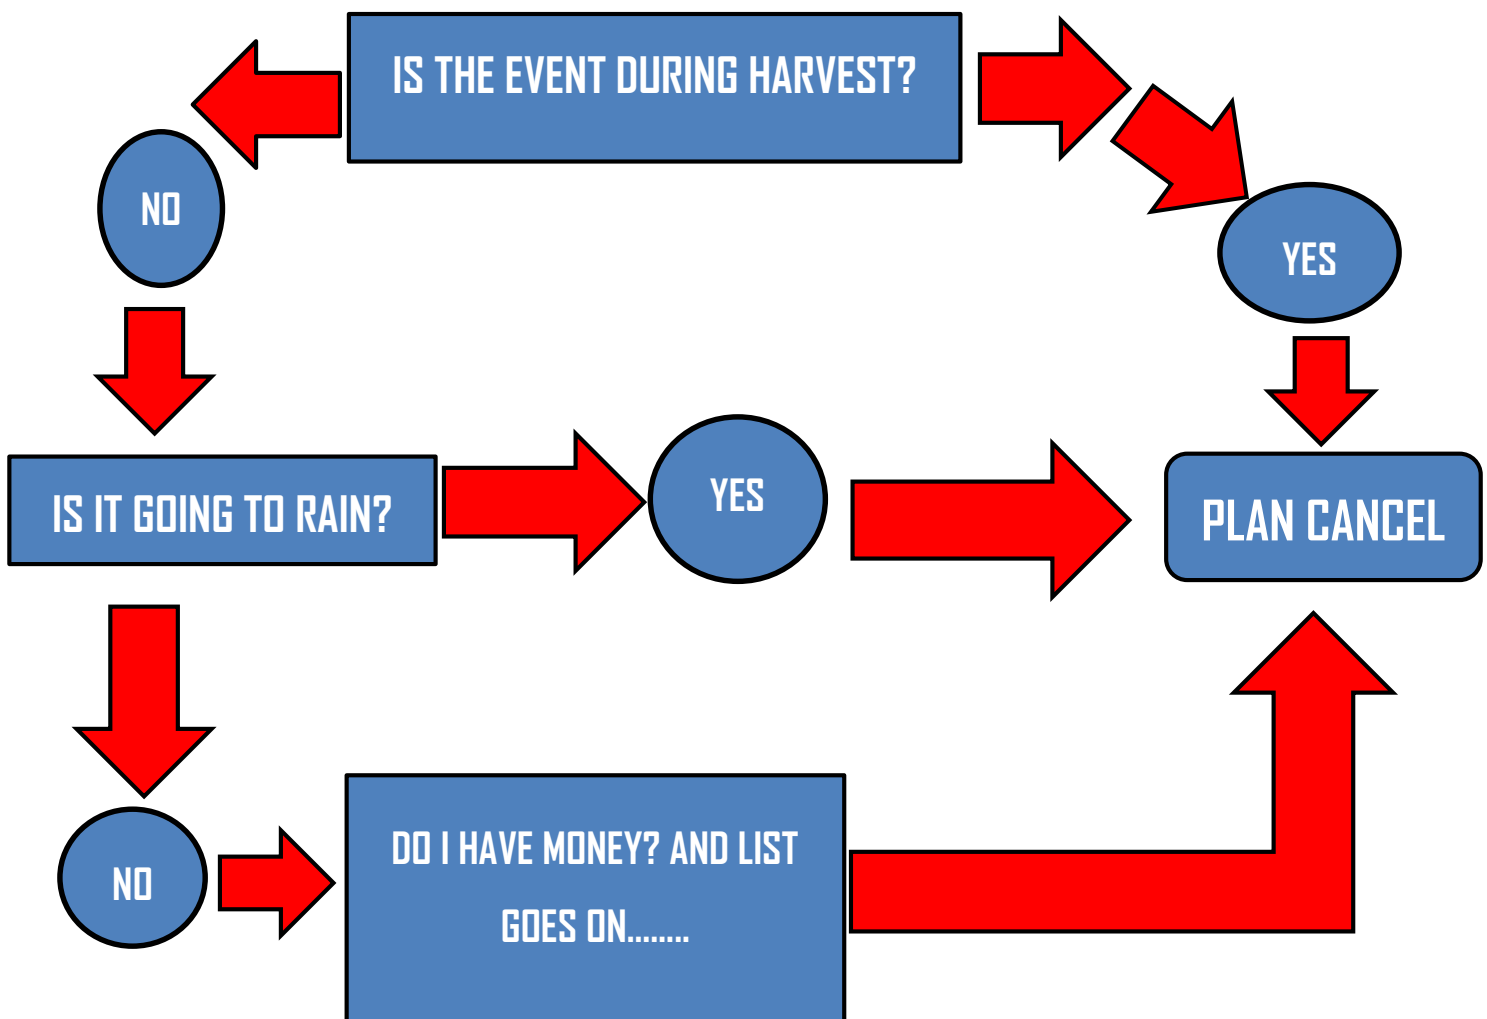 IS THE EVENT DURING HARVEST?
NO
YES
IS IT GOING TO RAIN?
YES
PLAN CANCEL
NO
DO I HAVE MONEY? AND LIST
GOES ON........